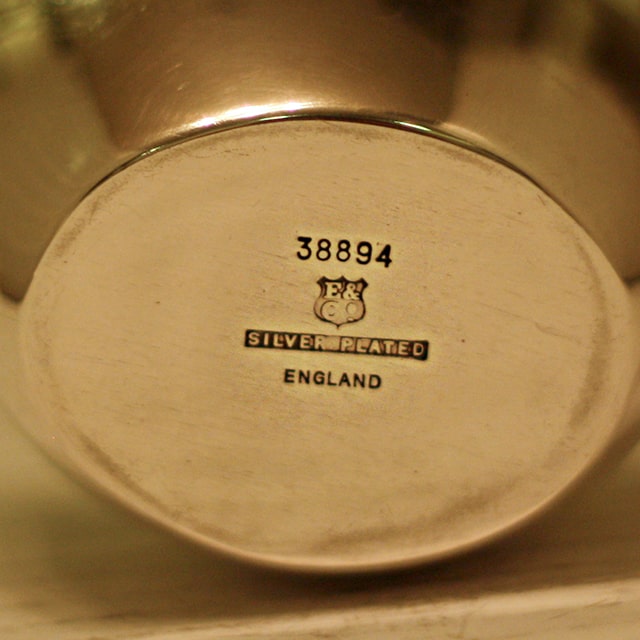 38894
E&
Co
SILVER PLATED
ENGLAND